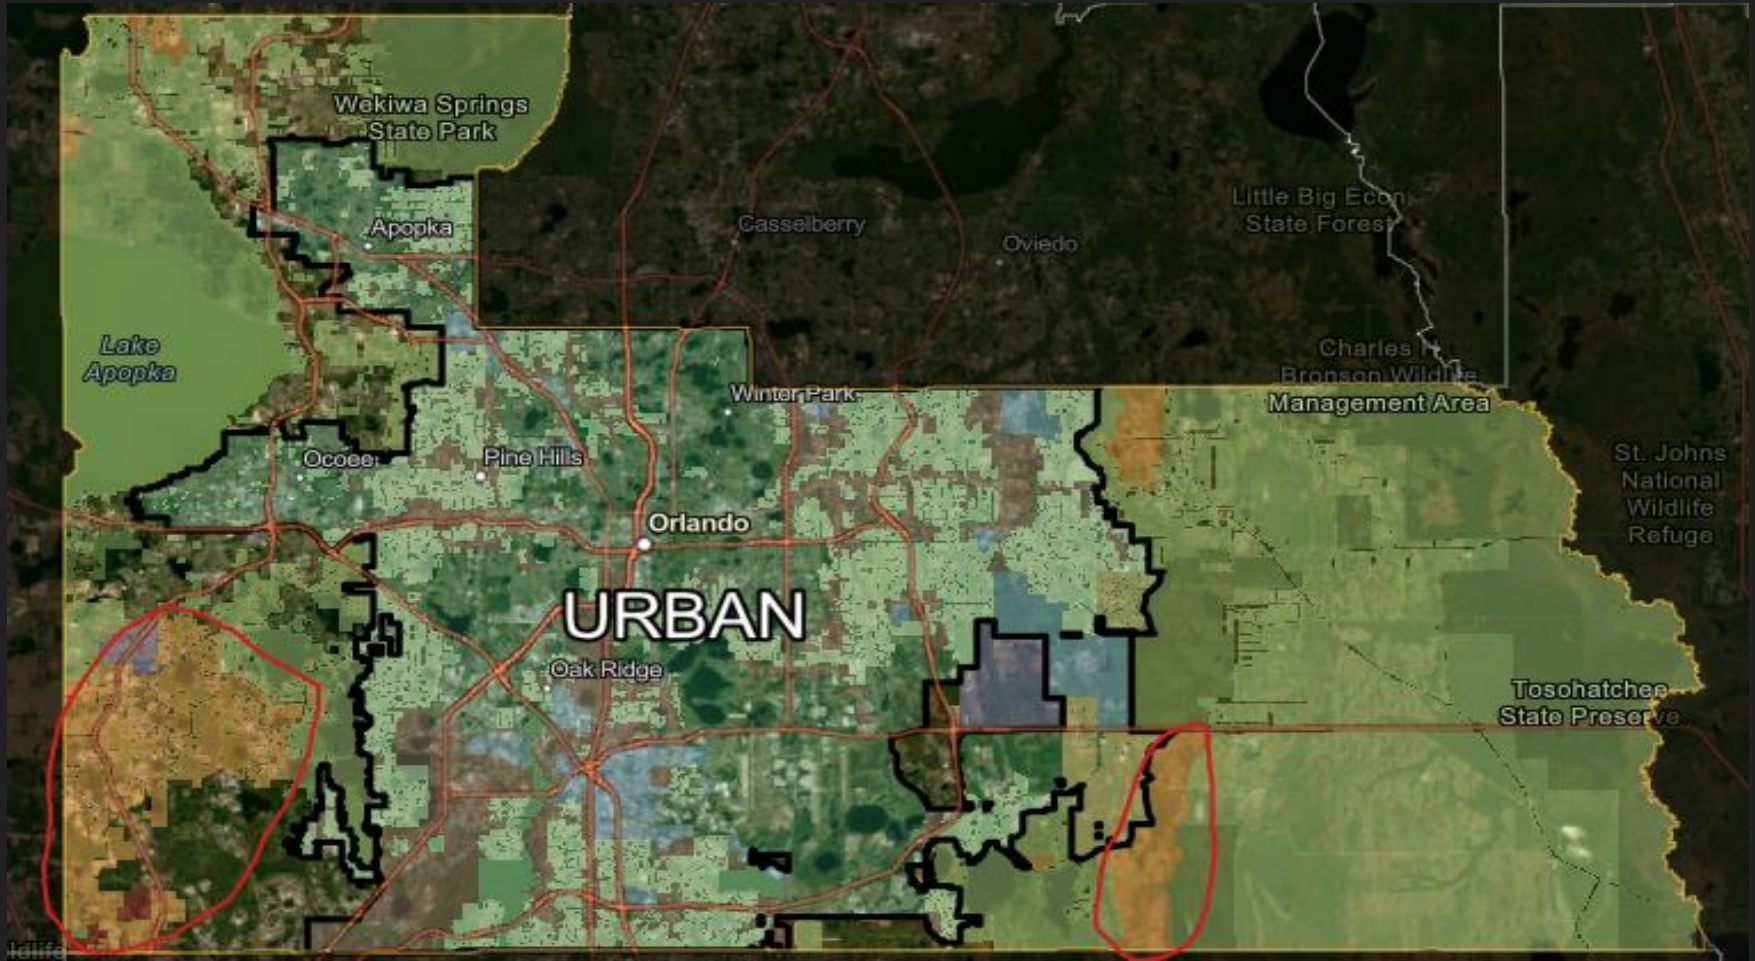 Wekiwa Springs
State Park
Apopka
Casselberry
Oviedo
Little Big Econ
State Forest
Lake
Apopka
Charles H
Bronson Wildlife
Management Area
Winter Park
Ocoee
Pine Hills
St. Johns
National
Wildlife
Refuge
Orlando
URBAN
Oak Ridge
Tosohatchee
State Preserve
ldlife